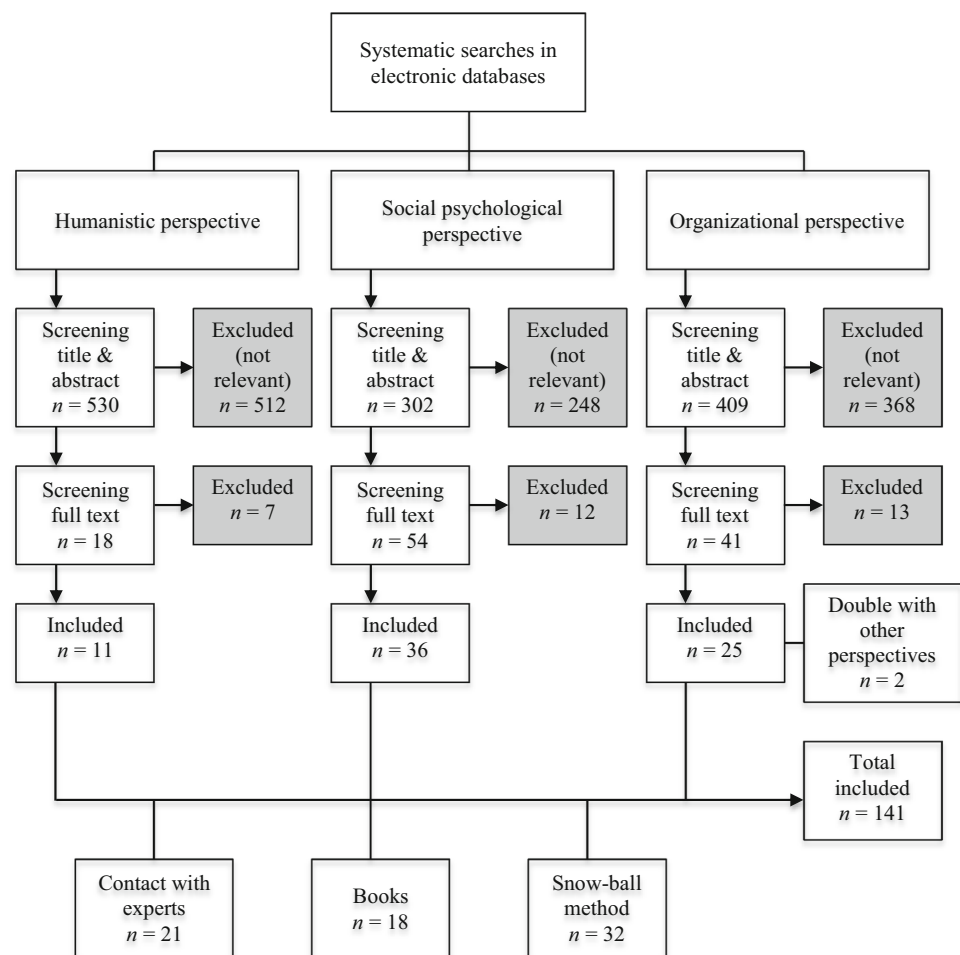 Systematic searches in
electronic databases
Humanistic perspective
Social psychological
perspective
Organizational perspective
Screening
title &
abstract
n = 530
Excluded
(not
relevant)
n = 512
Screening
title &
abstract
n = 302
Excluded
(not
relevant)
n = 248
Screening
title &
abstract
n = 409
Excluded
(not
relevant)
n = 368
Screening
full text
n = 18
Excluded
n = 7
Screening
full text
n = 54
Excluded
n = 12
Screening
full text
n = 41
Excluded
n = 13
Included
n = 11
Included
n = 36
Included
n = 25
Double with
other
perspectives
n = 2
Total
included
n = 141
Contact with
experts
n = 21
Books
n = 18
Snow-ball
method
n = 32